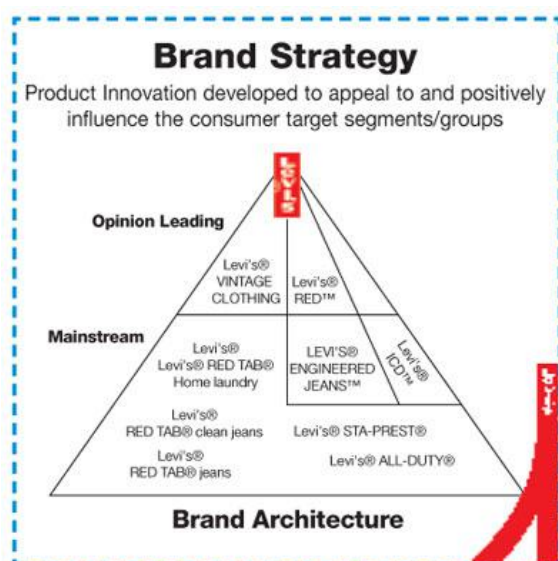 Brand Strategy
Product Innovation developed to appeal to and positively
influence the consumer target segments/groups
LEVI'S
Opinion Leading
Levi's®
VINTAGE
CLOTHING
Levi's®
RED™
Mainstream
Levi's®
Levi's® RED TAB®
Home laundry
LEVI'S®
ENGINEERED
JEANS™
Levi's®
ICD™
Levi's®
RED TAB® clean jeans
Levi's® STA-PREST®
Levi's®
RED TAB® jeans
Levi's® ALL-DUTY®
Brand Architecture